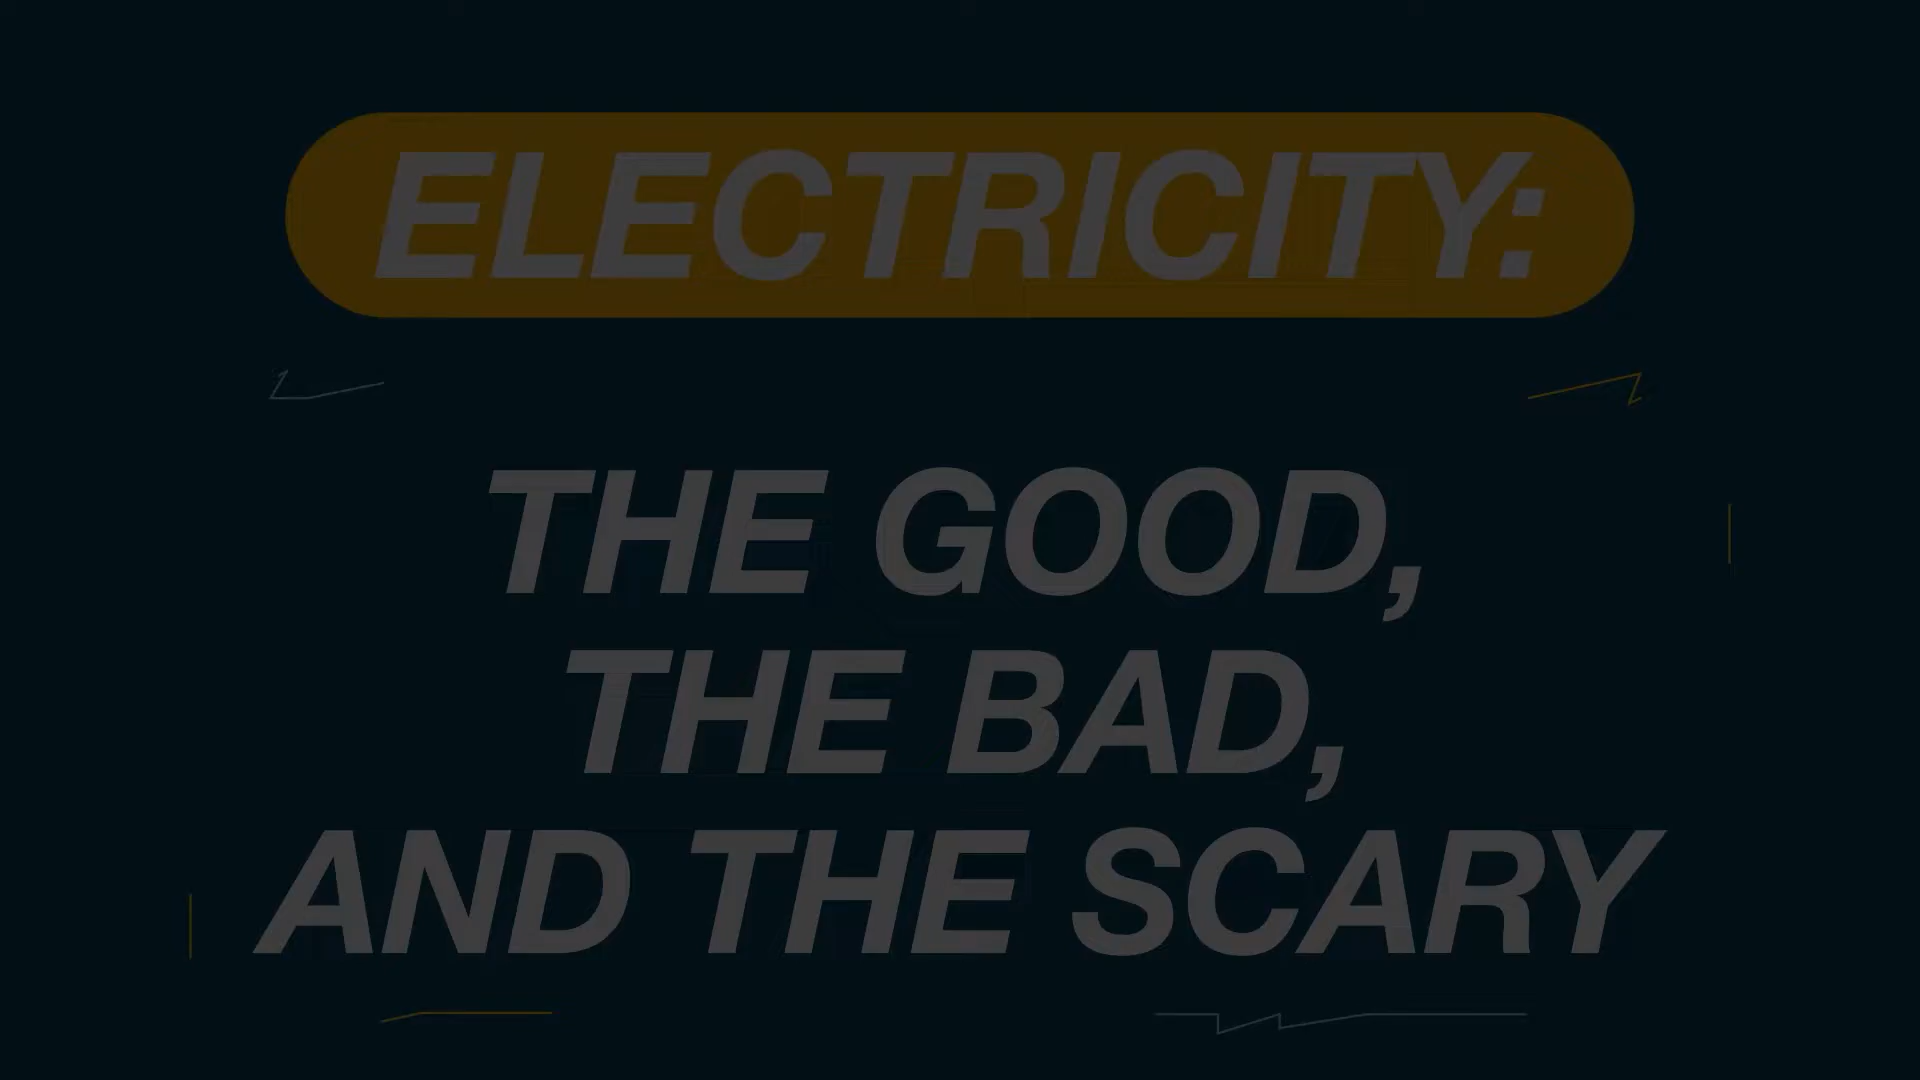 ELECTRICITY:
THE GOOD,
THE BAD,
AND THE SCARY